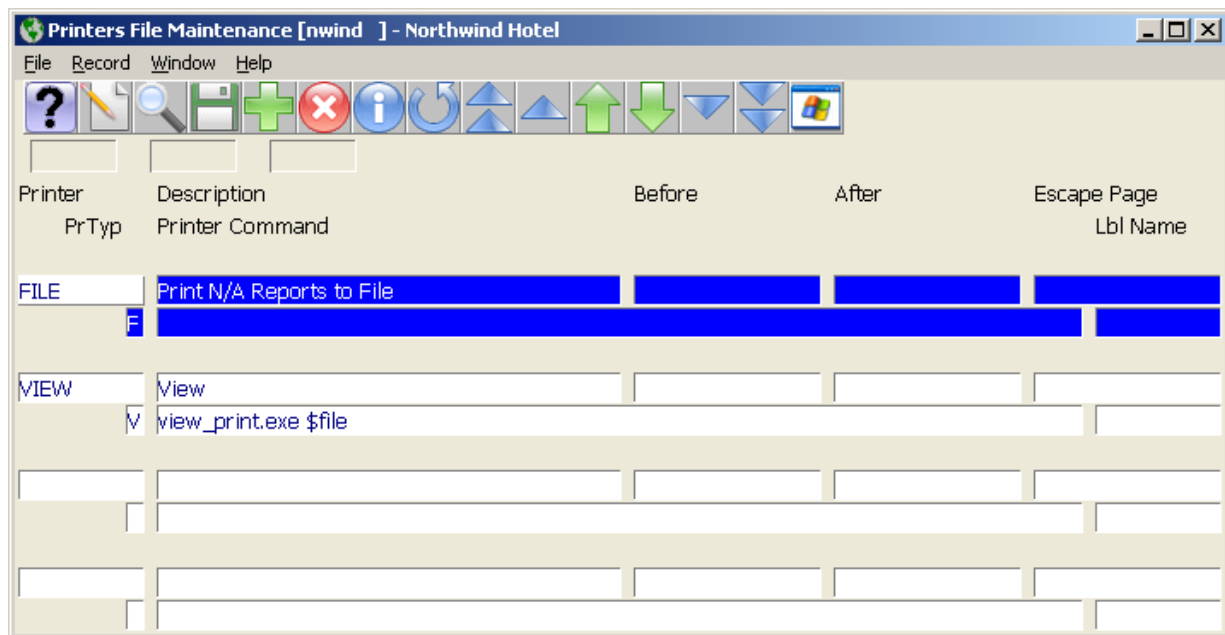 Printers File Maintenance [nwind   ] - Northwind Hotel
File Record Window Help
?
Printer Description Before After Escape Page
PrTyp Printer Command Lbl Name
FILE Print N/A Reports to File
F
VIEW View
V view_print.exe $file